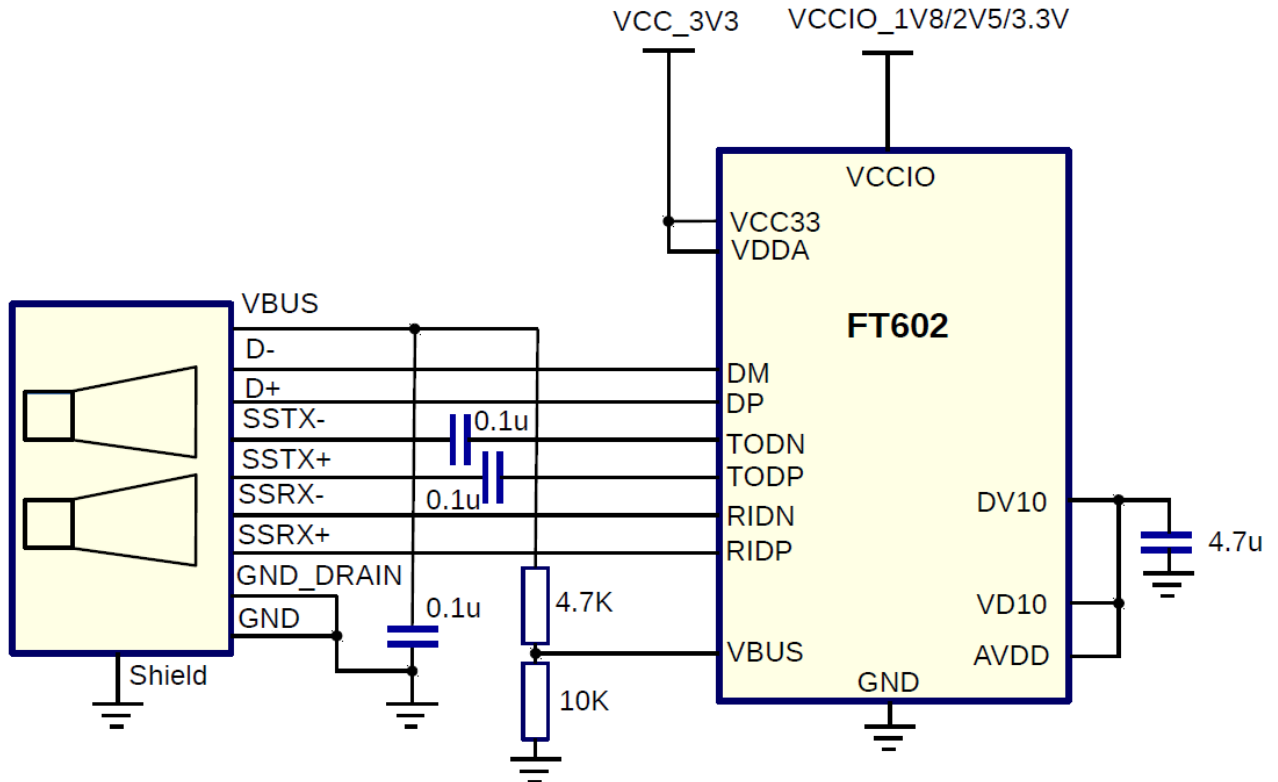 VCC_3V3
VCCIO_1V8/2V5/3.3V
VCCIO
VCC33
VDDA
FT602
VBUS
D-
D+
SSTX-
SSTX+
SSRX-
SSRX+
GND_DRAIN
GND
Shield
0.1u
0.1u
0.1u
4.7K
10K
DM
DP
TODN
TODP
RIDN
RIDP
VBUS
GND
DV10
VD10
AVDD
4.7u